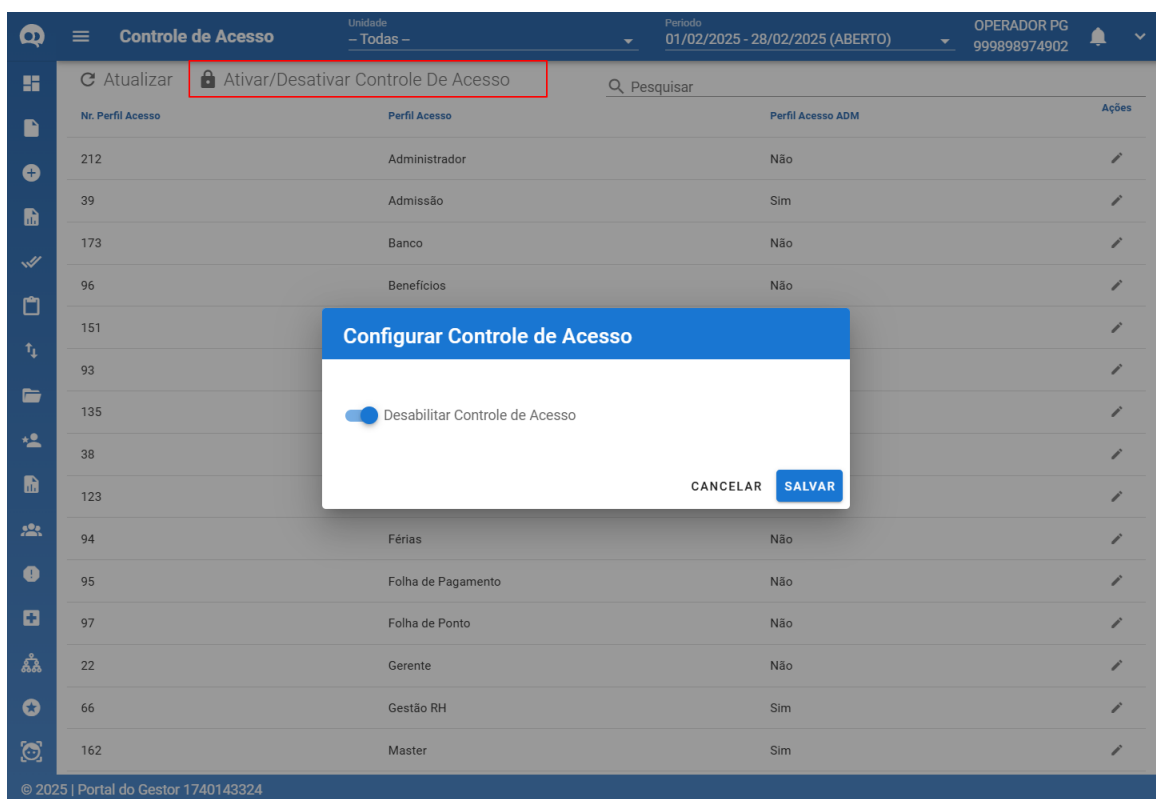 Controle de Acesso
Unidade
-- Todas --
Periodo
01/02/2025 - 28/02/2025 (ABERTO)
OPERADOR PG
999898974902
Atualizar
Ativar/Desativar Controle De Acesso
Pesquisar
Nr. Perfil Acesso Perfil Acesso Perfil Acesso ADM Ações
212 Administrador Não
39 Admissão Sim
173 Banco Não
96 Benefícios Não
151
93
135
38
123
Configurar Controle de Acesso
Desabilitar Controle de Acesso
CANCELAR SALVAR
94 Férias Não
95 Folha de Pagamento Não
97 Folha de Ponto Não
22 Gerente Não
66 Gestão RH Sim
162 Master Sim
© 2025 | Portal do Gestor 1740143324